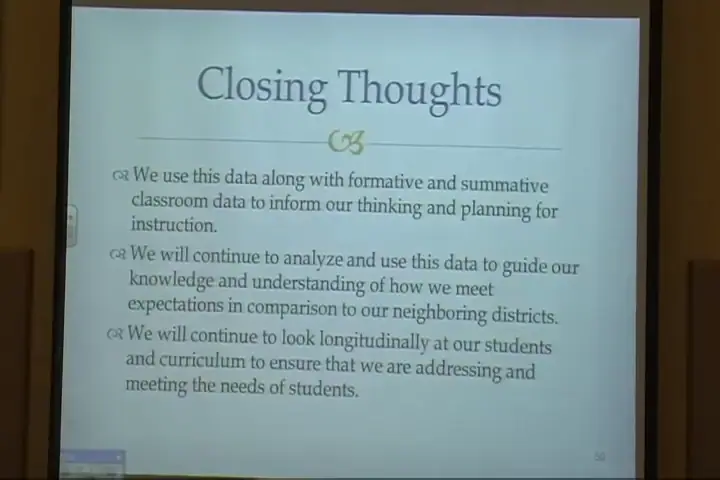 Closing Thoughts
We use this data along with formative and summative
classroom data to inform our thinking and planning for
instruction.
We will continue to analyze and use this data to guide our
knowledge and understanding of how we meet
expectations in comparison to our neighboring districts.
We will continue to look longitudinally at our students
and curriculum to ensure that we are addressing and
meeting the needs of students.